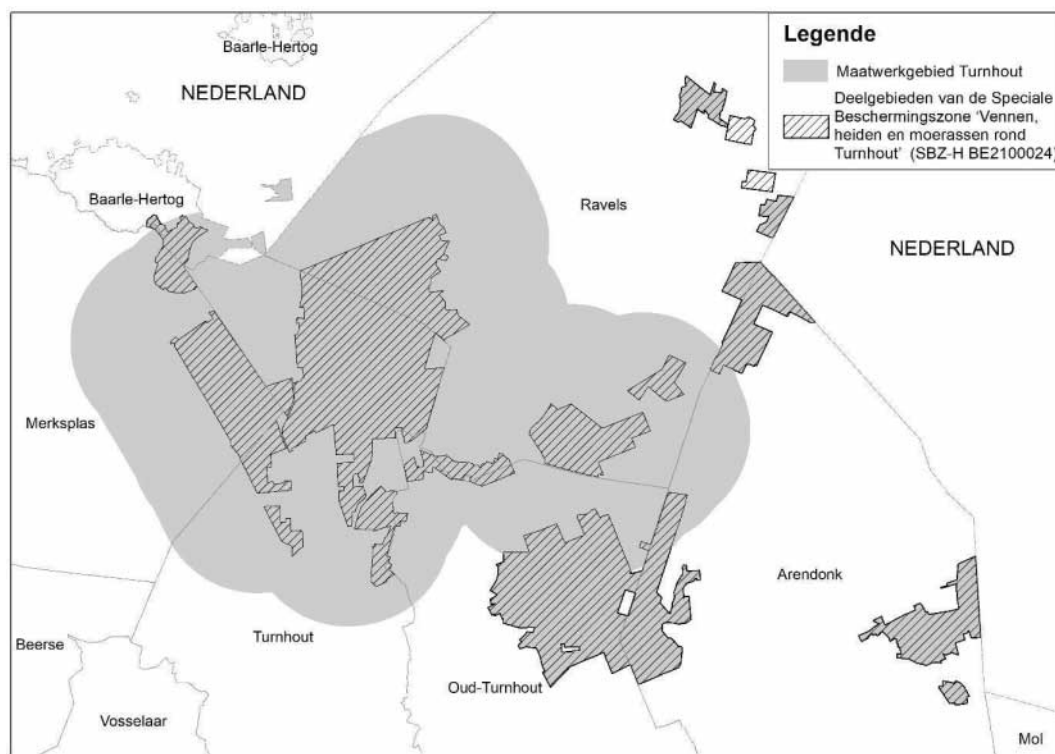 Baarle-Hertog
NEDERLAND
Legende
Maatwerkgebied Turnhout
Deelgebieden van de Speciale
Beschermingszone 'Vennen,
heiden en moerassen rond
Turnhout' (SBZ-H BE2100024)
Baarle-Hertog
Ravels
NEDERLAND
Merksplas
Arendonk
Turnhout
Beerse
Oud-Turnhout
Vosselaar
Mol